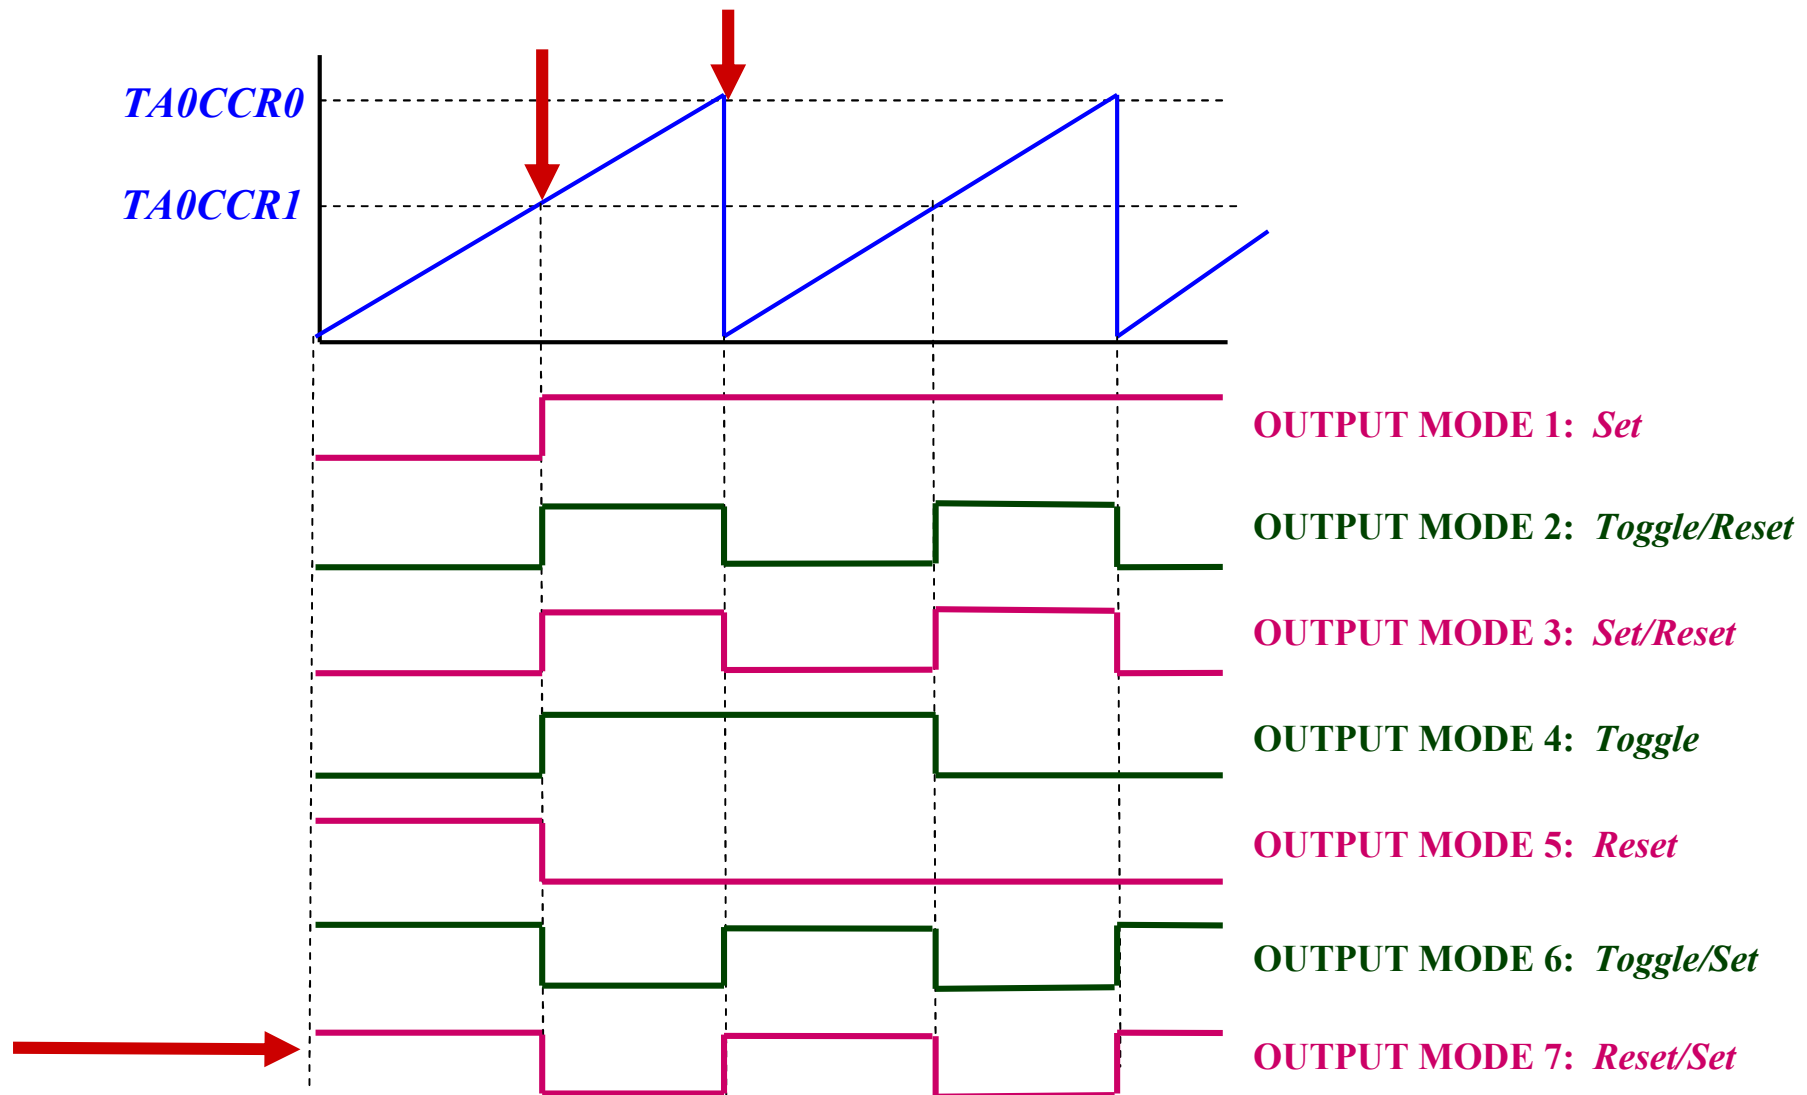 TA0CCR0
TA0CCR1
OUTPUT MODE 1: Set
OUTPUT MODE 2: Toggle/Reset
OUTPUT MODE 3: Set/Reset
OUTPUT MODE 4: Toggle
OUTPUT MODE 5: Reset
OUTPUT MODE 6: Toggle/Set
OUTPUT MODE 7: Reset/Set